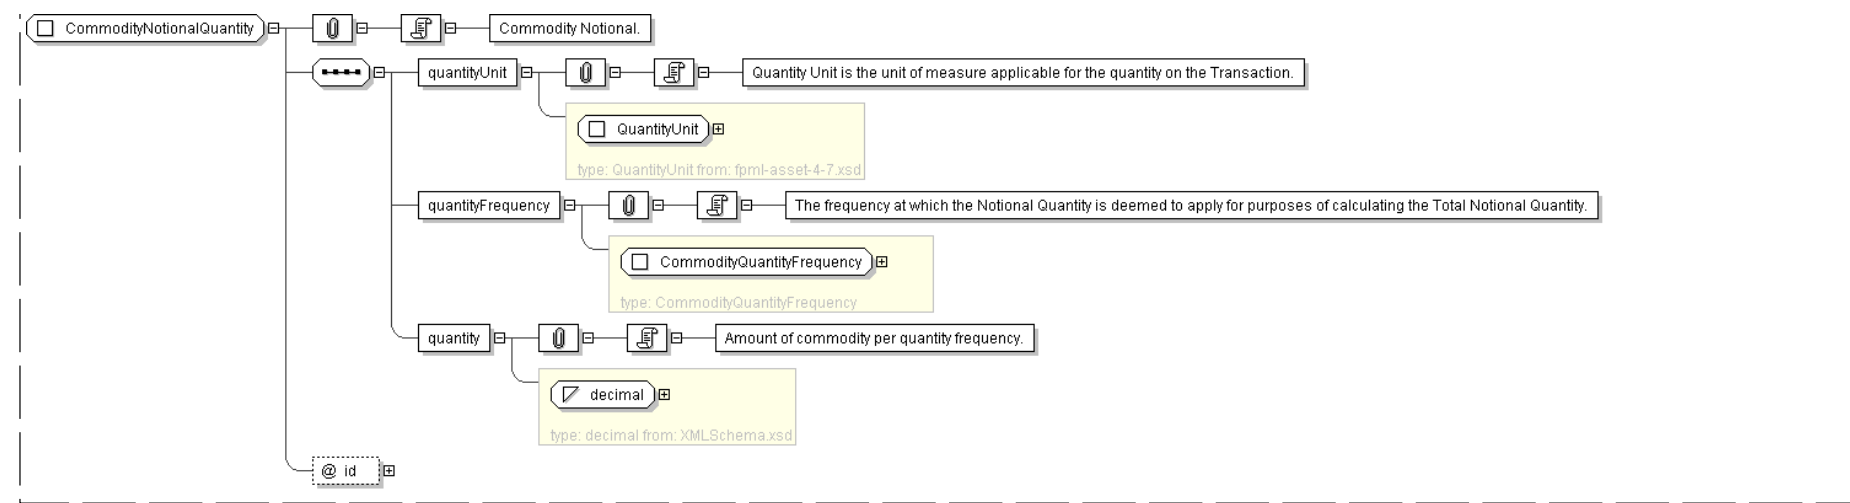 CommodityNotionalQuantity
Commodity Notional.
quantityUnit
Quantity Unit is the unit of measure applicable for the quantity on the Transaction.
QuantityUnit
type: QuantityUnit from: fpml-asset-4-7.xsd
quantityFrequency
The frequency at which the Notional Quantity is deemed to apply for purposes of calculating the Total Notional Quantity.
CommodityQuantityFrequency
type: CommodityQuantityFrequency
quantity
Amount of commodity per quantity frequency.
decimal
type: decimal from: XMLSchema.xsd
@ id